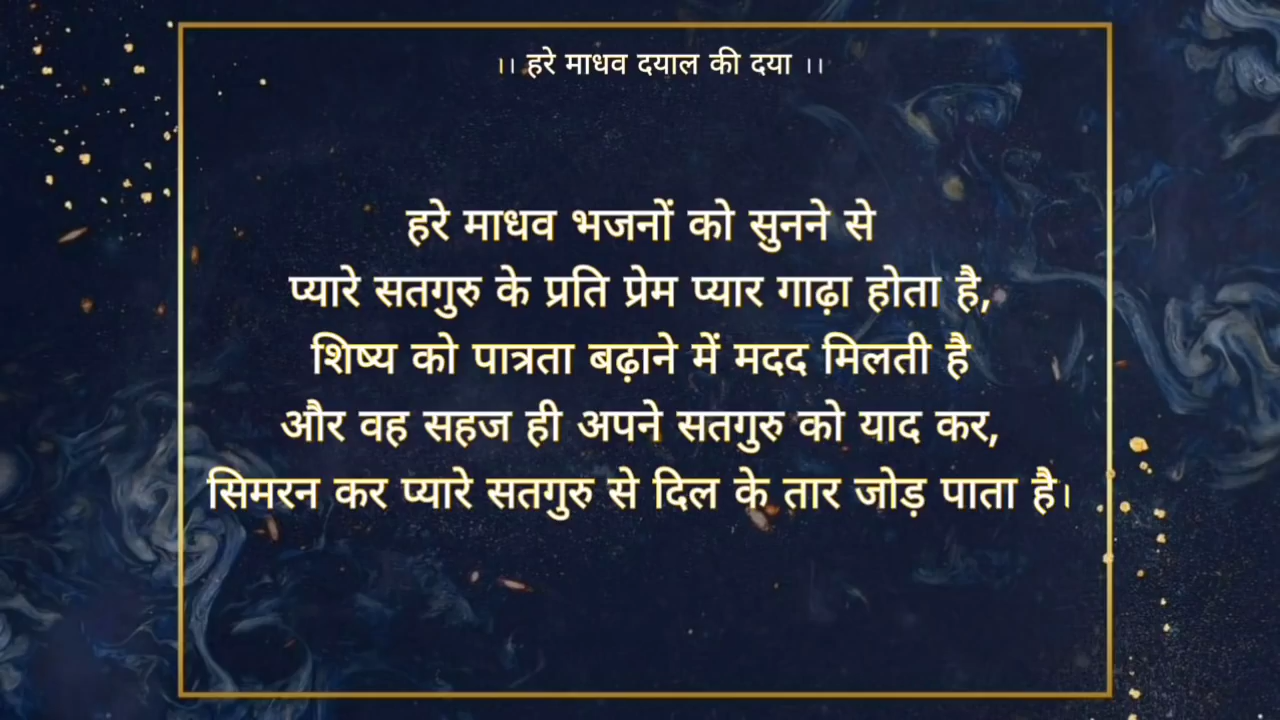 ।। हरे माधव दयाल की दया ।।
हरे माधव भजनों को सुनने से
प्यारे सतगुरु के प्रति प्रेम प्यार गाढ़ा होता है,
शिष्य को पात्रता बढ़ाने में मदद मिलती है
और वह सहज ही अपने सतगुरु को याद कर,
सिमरन कर प्यारे सतगुरु से दिल के तार जोड़ पाता है।